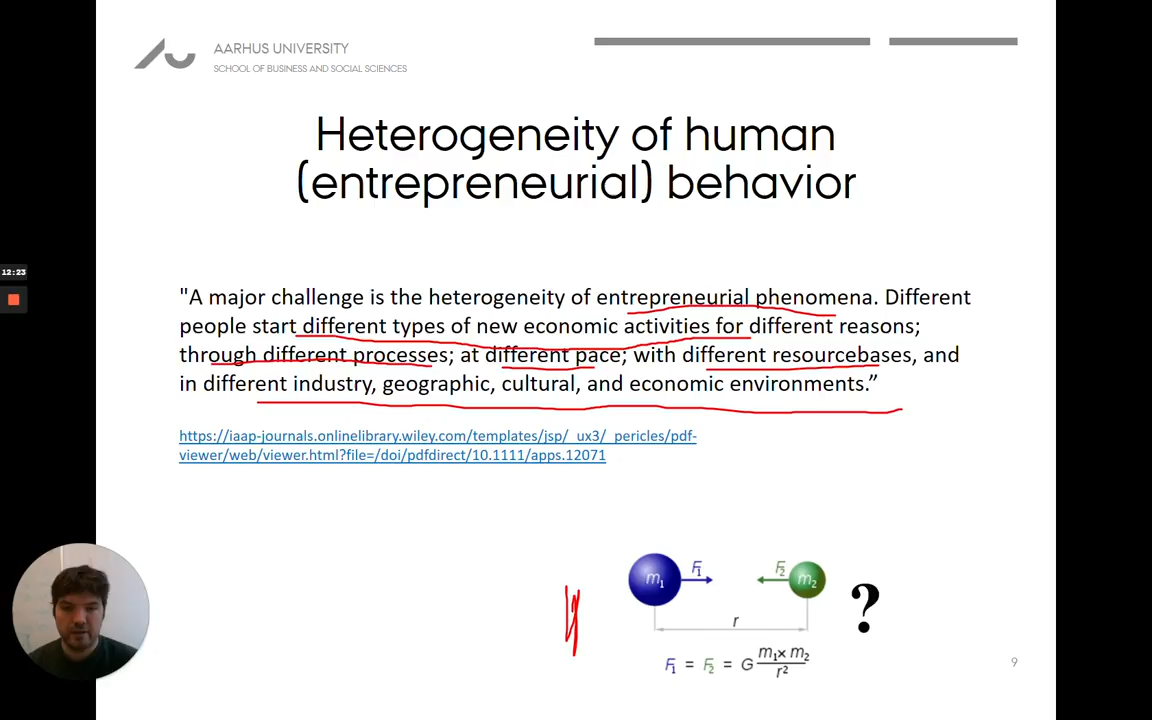 AARHUS UNIVERSITY
SCHOOL OF BUSINESS AND SOCIAL SCIENCES
Heterogeneity of human
(entrepreneurial) behavior
12:23
"A major challenge is the heterogeneity of entrepreneurial phenomena. Different
people start different types of new economic activities for different reasons;
through different processes; at different pace; with different resourcebases, and
in different industry, geographic, cultural, and economic environments.”
https://iaap-journals.onlinelibrary.wiley.com/templates/jsp/_ux3/_pericles/pdf-
viewer/web/viewer.html?file=/doi/pdfdirect/10.1111/apps.12071
m₁ F₁ F₂ m₂ ?
r
F₁ = F₂ = G m₁× m₂ / r²
9